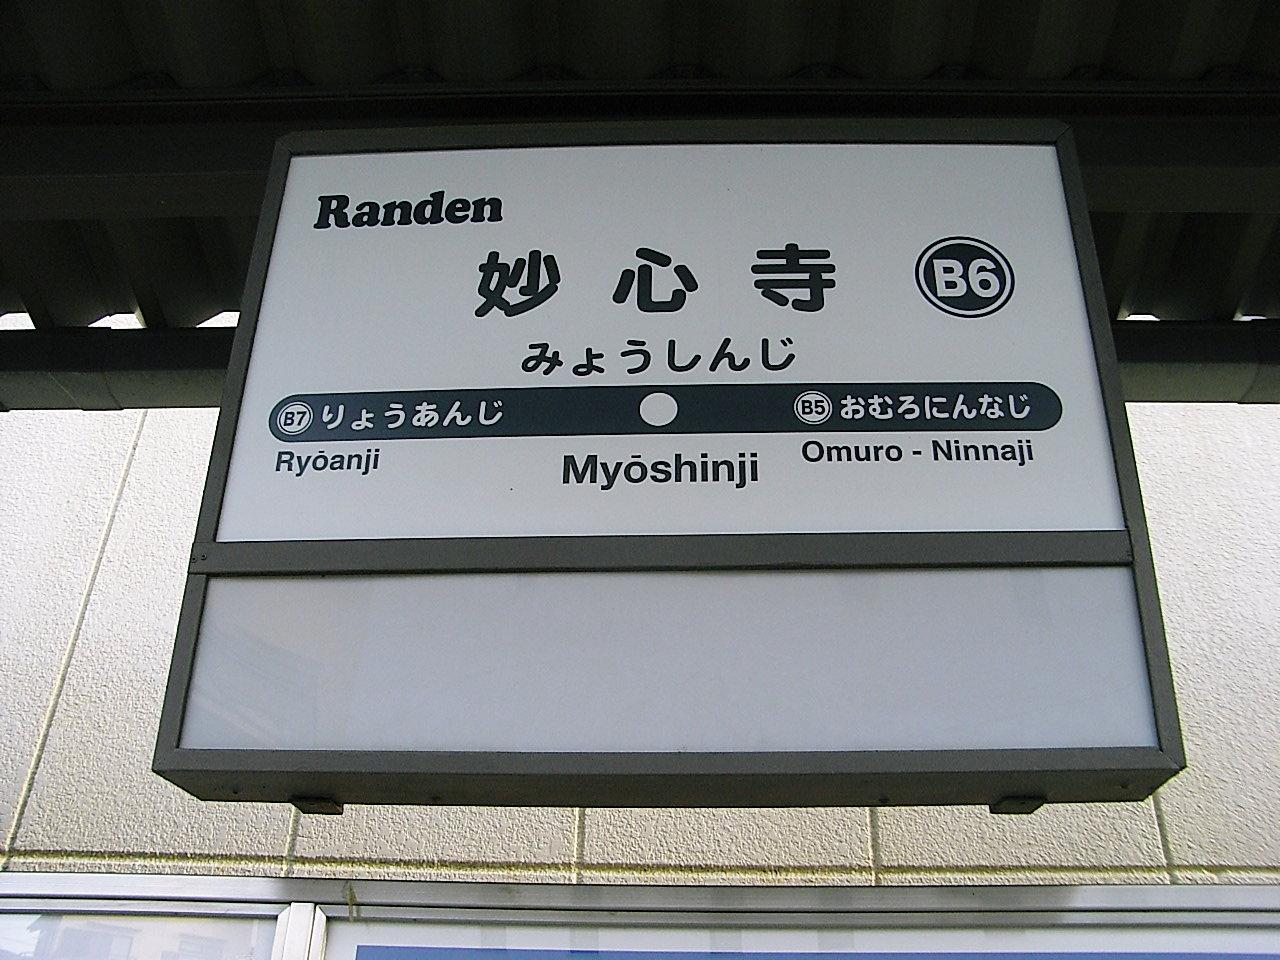 Randen
妙心寺 B6
みょうしんじ
B7 りょうあんじ B5 おむろにんなじ
Ryōanji Myōshinji Omuro - Ninnaji